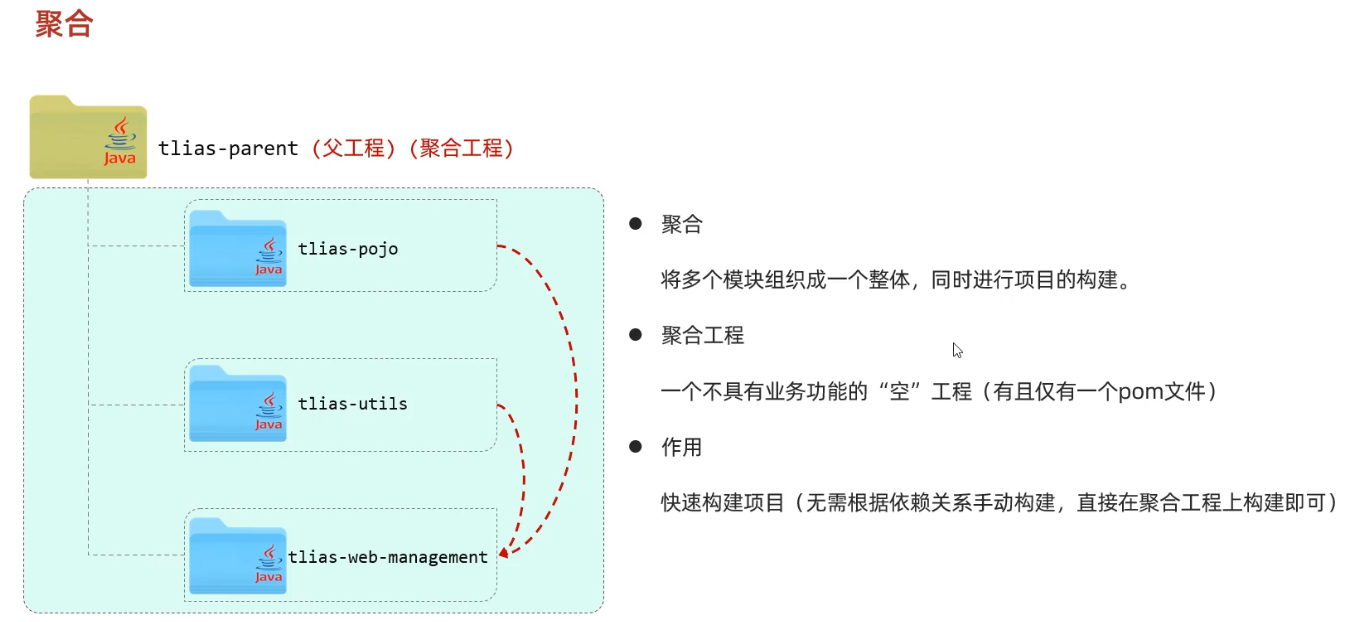 聚合
Java
tlias-parent（父工程）（聚合工程）
tlias-pojo
Java
tlias-utils
Java
tlias-web-management
Java
● 聚合
将多个模块组织成一个整体，同时进行项目的构建。
● 聚合工程
一个不具有业务功能的“空”工程（有且仅有一个pom文件）
● 作用
快速构建项目（无需根据依赖关系手动构建，直接在聚合工程上构建即可）